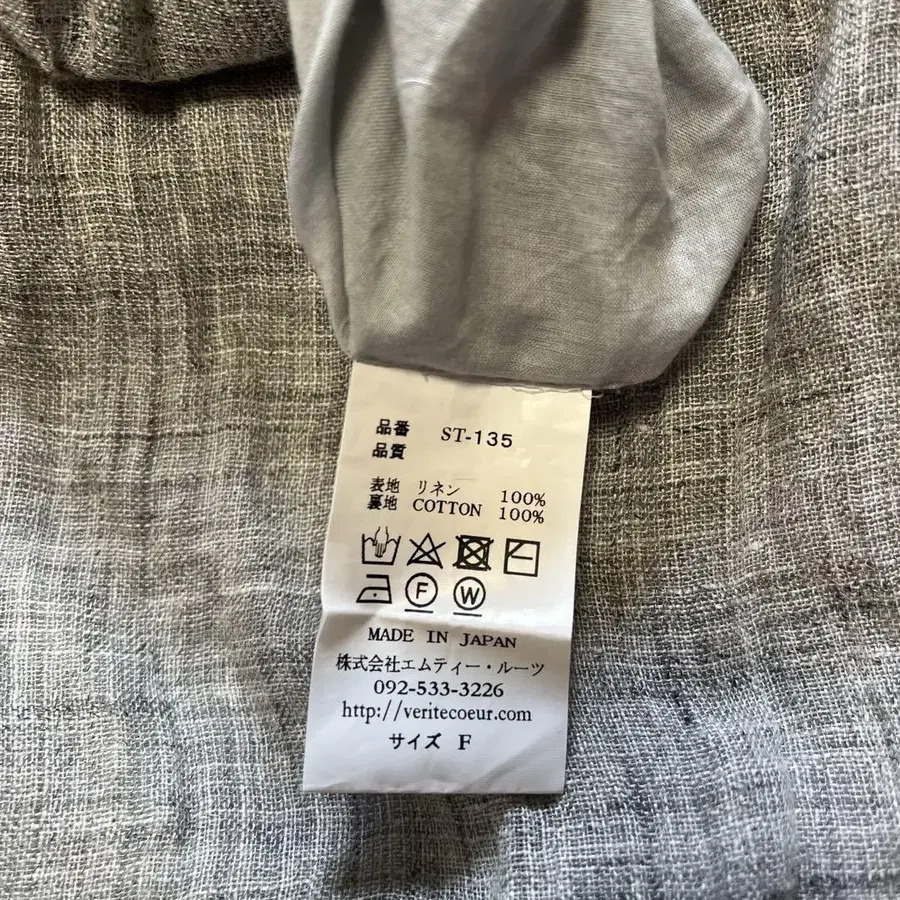 品番 ST-135
品質
表地 リネン 100%
裏地 COTTON 100%
F W
MADE IN JAPAN
株式会社エムティー・ルーツ
092-533-3226
http://veritecoeur.com
サイズ F